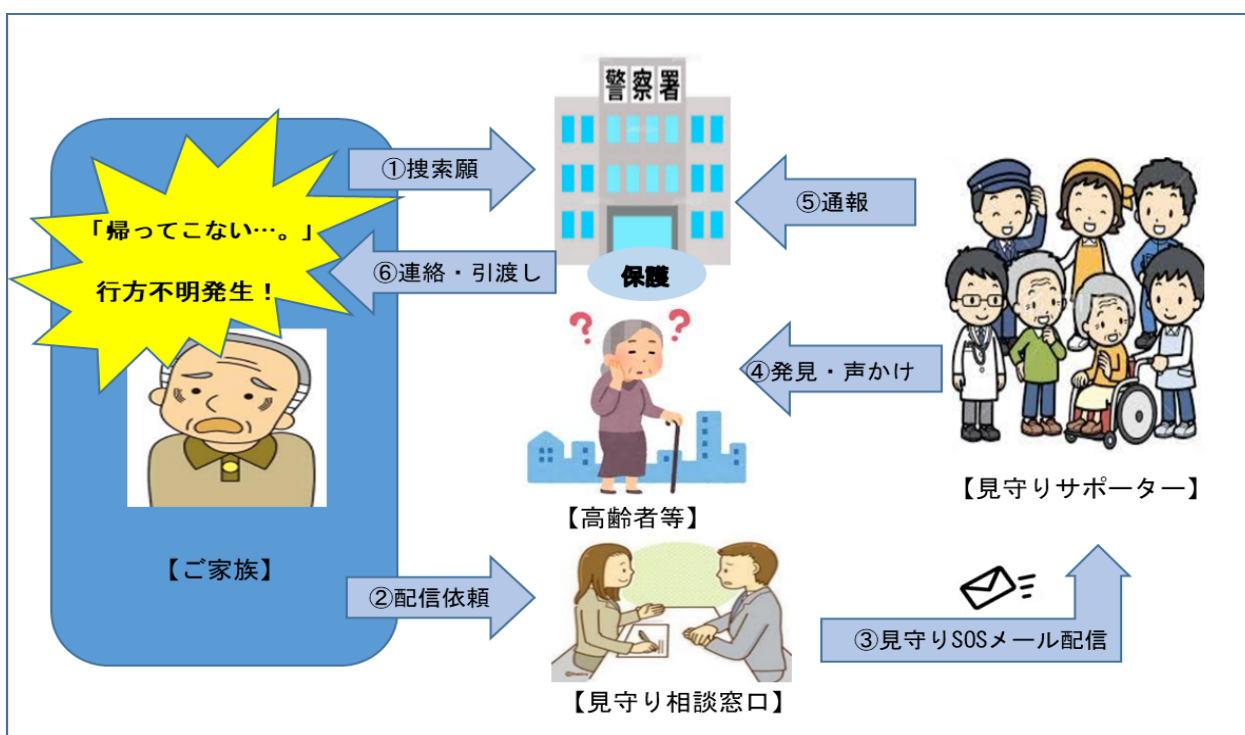 警察署
①捜索願
「帰ってこない…。」
行方不明発生！
⑥連絡・引渡し
保護
⑤通報
④発見・声かけ
【見守りサポーター】
【高齢者等】
【ご家族】
②配信依頼
③見守りSOSメール配信
【見守り相談窓口】